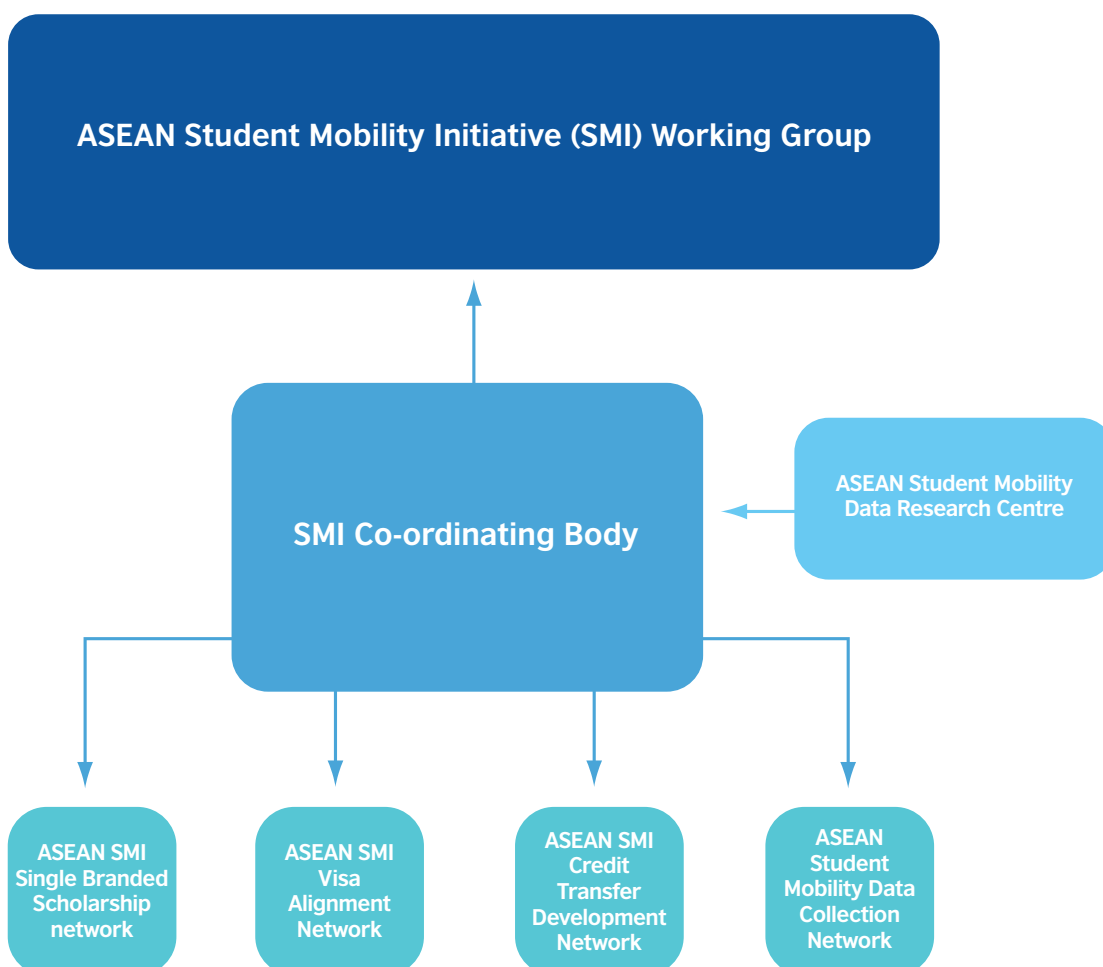 ASEAN Student Mobility Initiative (SMI) Working Group
SMI Co-ordinating Body
ASEAN Student Mobility
Data Research Centre
ASEAN SMI
Single Branded
Scholarship
network
ASEAN SMI
Visa
Alignment
Network
ASEAN SMI
Credit
Transfer
Development
Network
ASEAN
Student
Mobility Data
Collection
Network